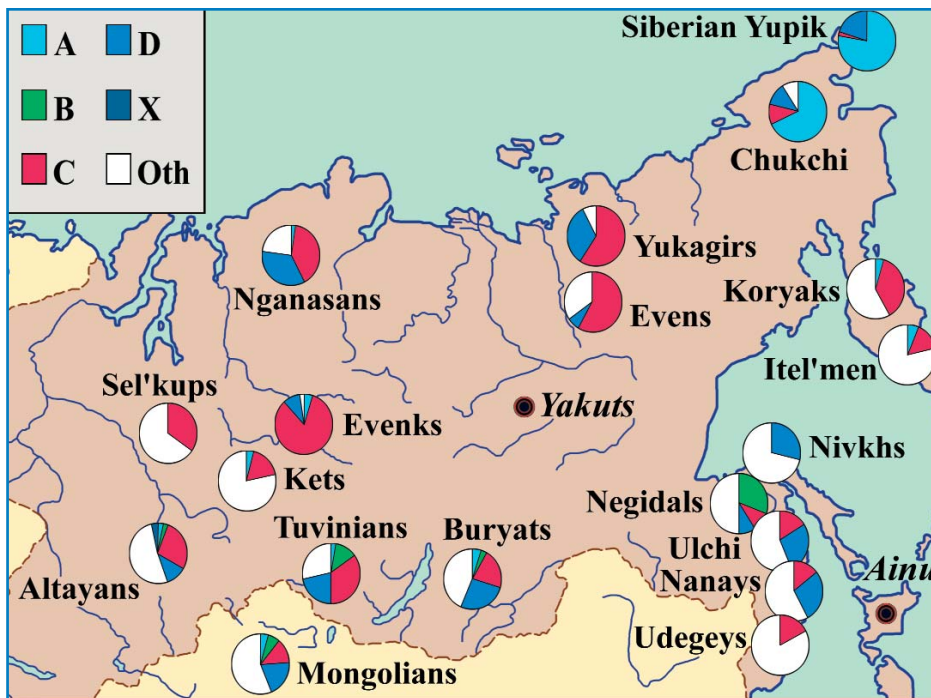 A D
B X
C Oth
Siberian Yupik
Chukchi
Yukagirs
Nganasans
Koryaks
Evens
Itel'men
Sel'kups
Yakuts
Evenks
Nivkhs
Kets
Negidals
Tuvinians
Buryats
Ulchi
Altayans
Nanays
Ainu
Udegeys
Mongolians